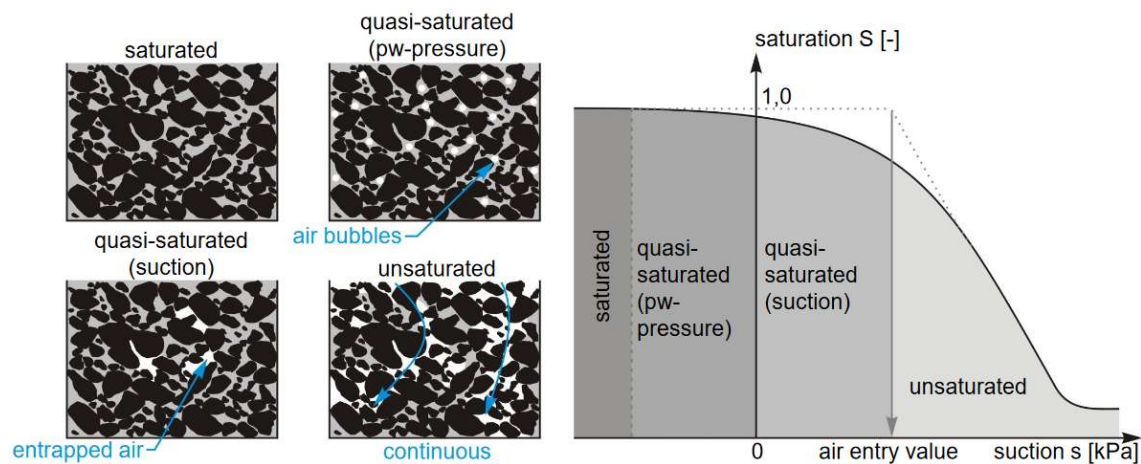 saturated
quasi-saturated
(pw-pressure)
air bubbles
quasi-saturated
(suction)
unsaturated
entrapped air
continuous
saturation S [-]
1,0
saturated
quasi-
saturated
(pw-
pressure)
quasi-
saturated
(suction)
unsaturated
0
air entry value
suction s [kPa]